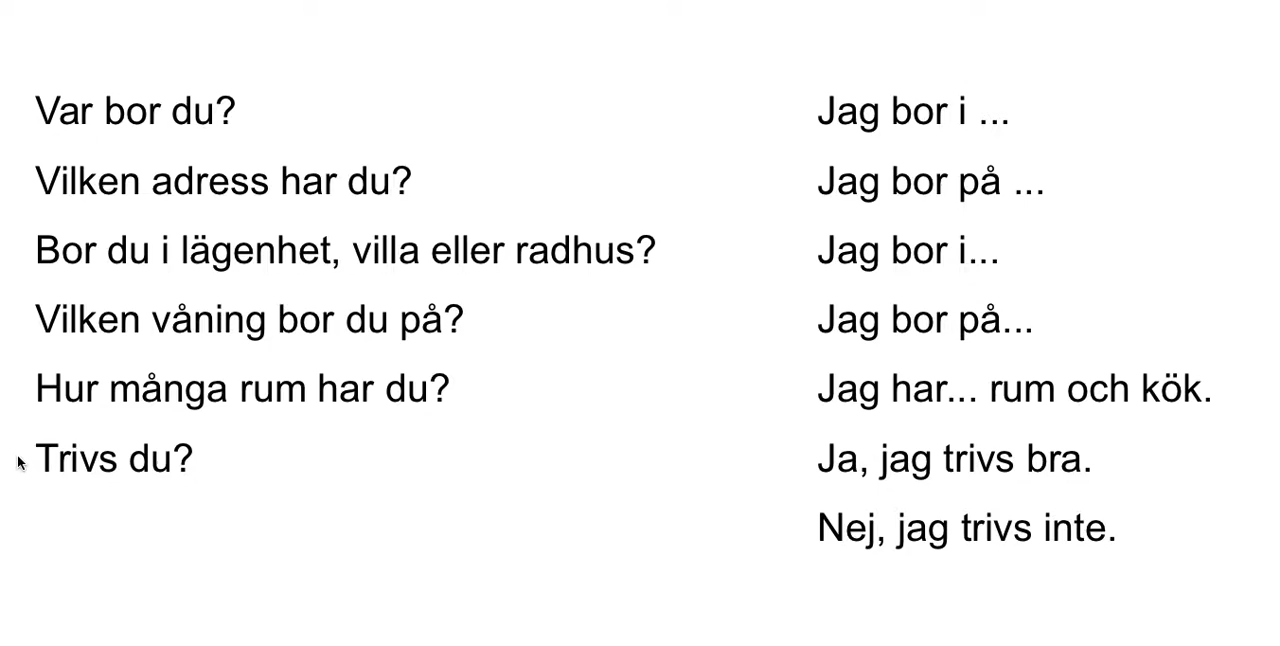 Var bor du? Jag bor i ...
Vilken adress har du? Jag bor på ...
Bor du i lägenhet, villa eller radhus? Jag bor i...
Vilken våning bor du på? Jag bor på...
Hur många rum har du? Jag har... rum och kök.
Trivs du? Ja, jag trivs bra.
Nej, jag trivs inte.